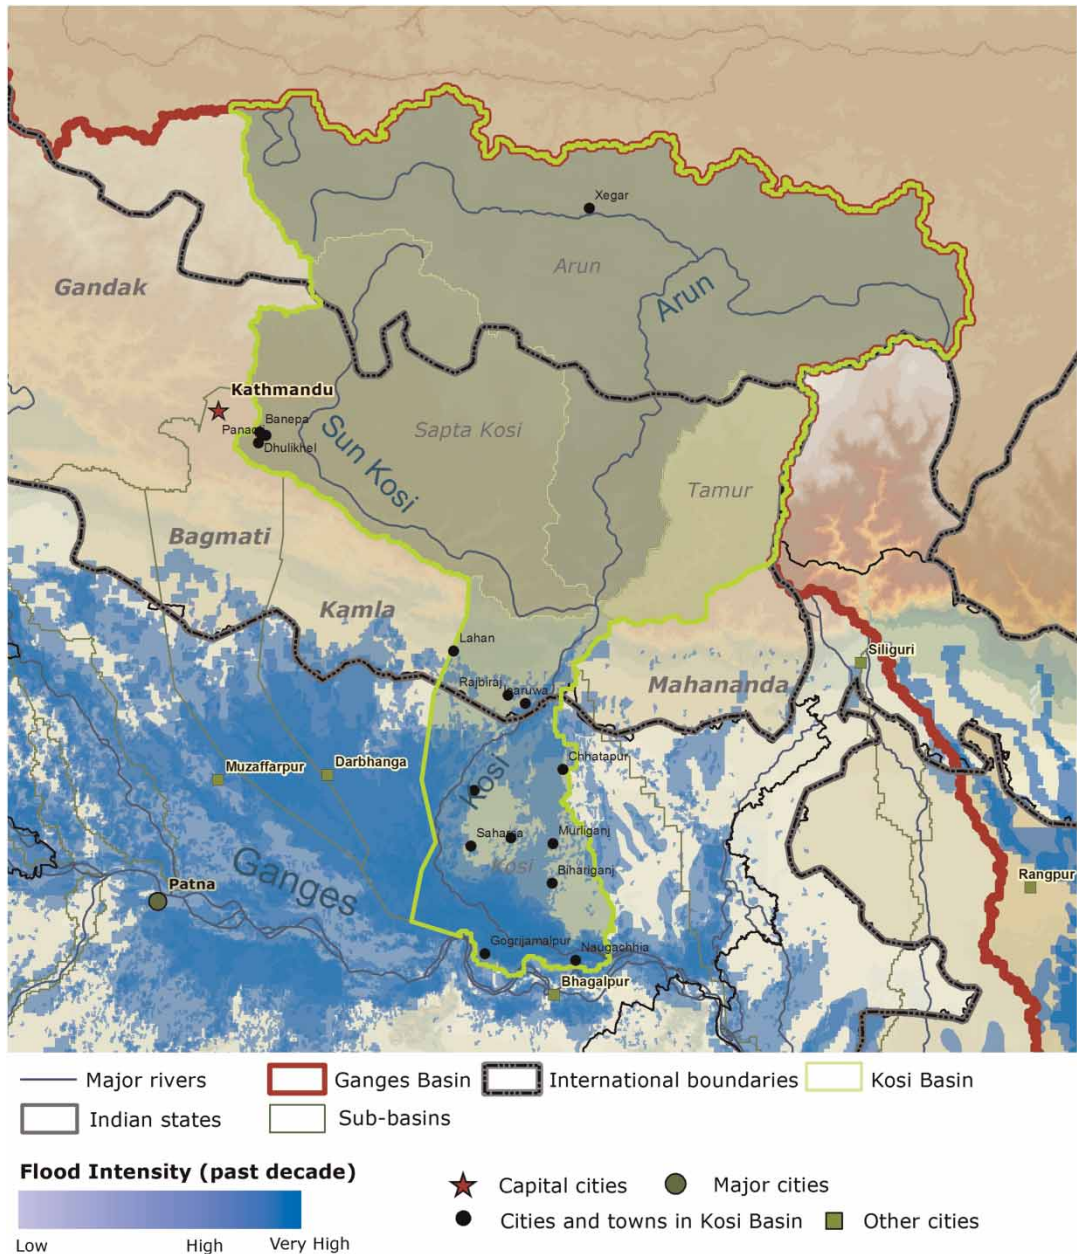 Xegar
Arun
Arun
Gandak
Kathmandu
Banepa
Dhulikhel
Sun Kosi
Sapta Kosi
Tamur
Bagmati
Kamla
Lahan
Siliguri
Rajbiraj
Mahananda
Chhatapur
Muzaffarpur
Darbhanga
Kosi
Saharsa
Murliganj
Kosi
Bihariganj
Ganges
Patna
Rangpur
Gogrijamalpur
Naugachhia
Bhagalpur
Major rivers Ganges Basin International boundaries Kosi Basin
Indian states Sub-basins
Flood Intensity (past decade)
Capital cities Major cities
Cities and towns in Kosi Basin Other cities
Low High Very High